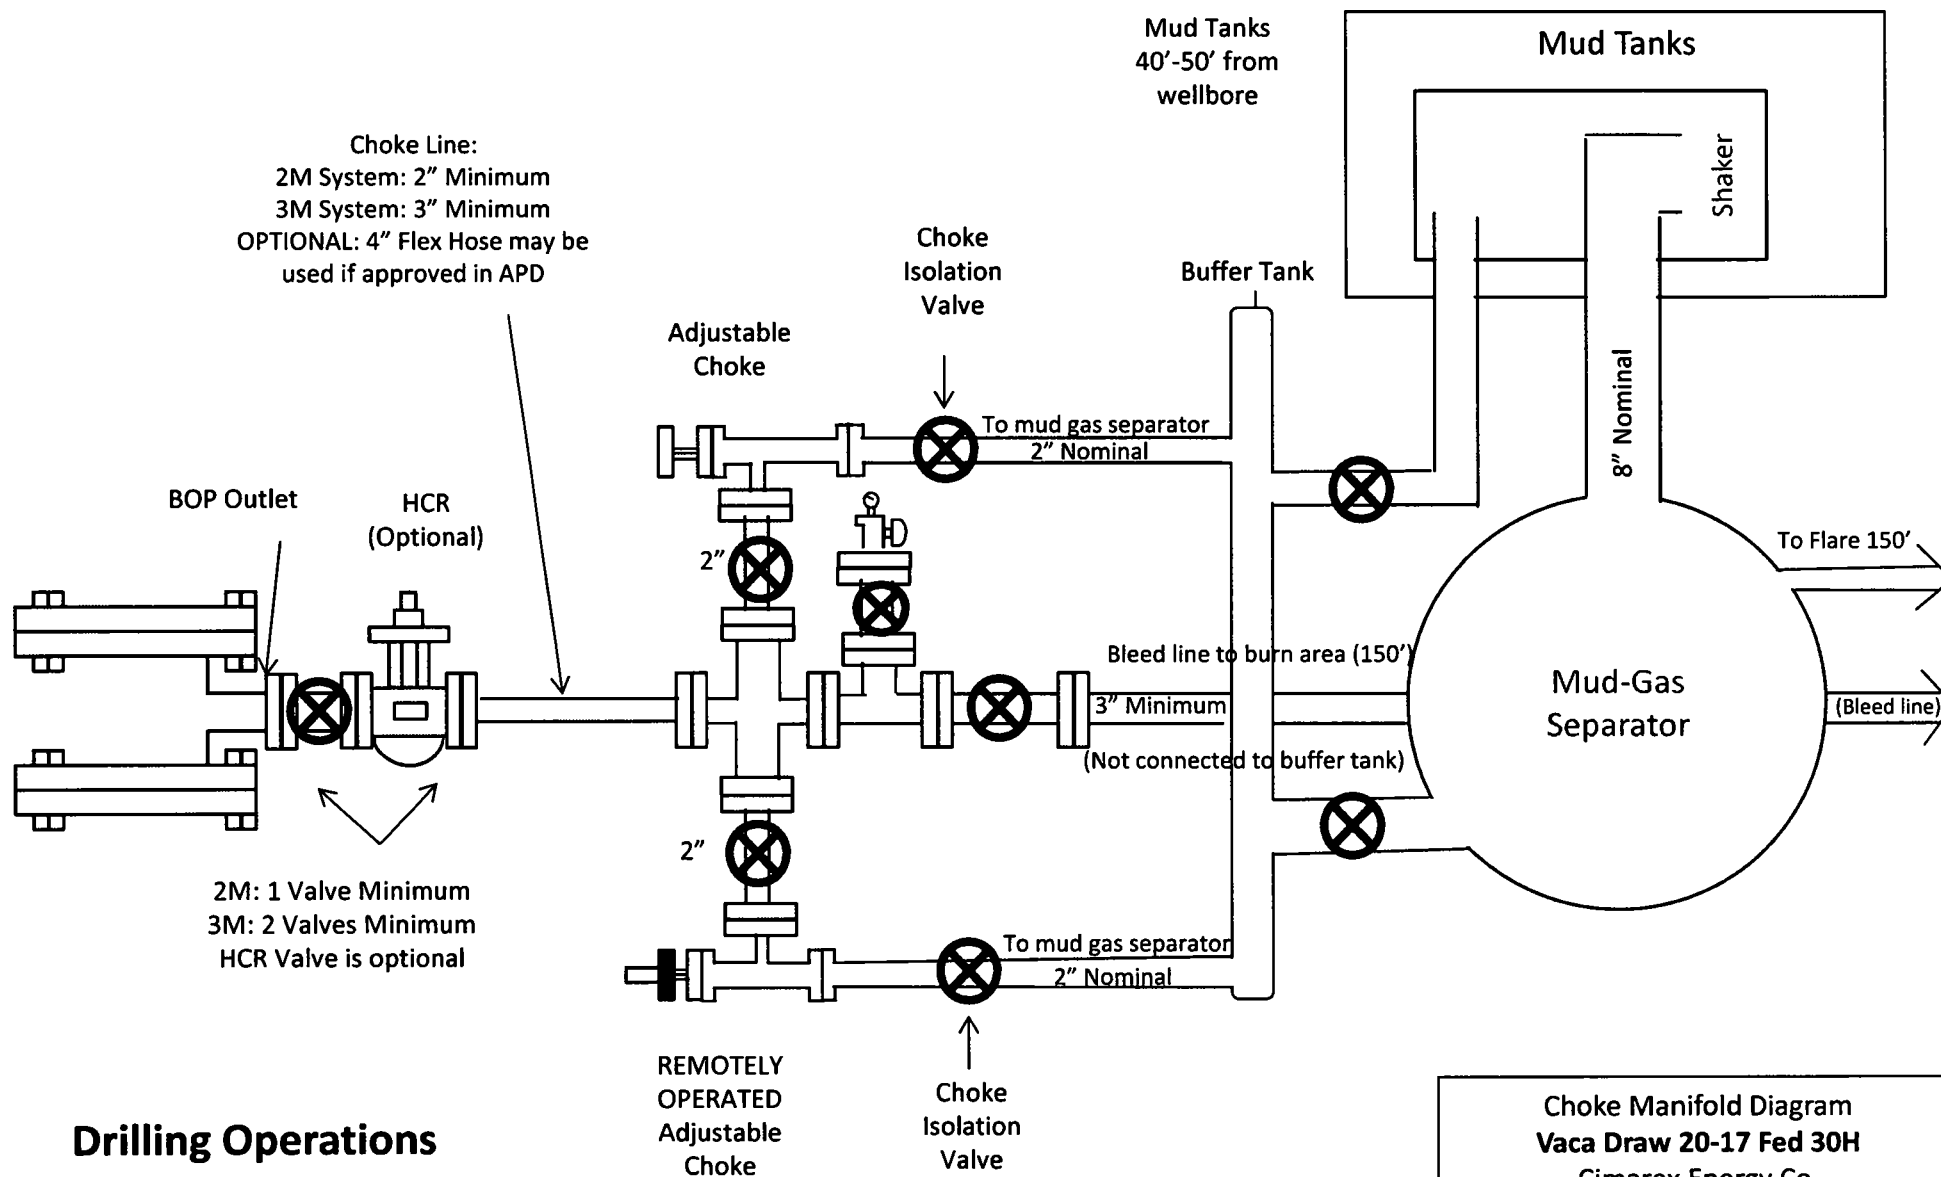 Mud Tanks
40'-50' from
wellbore
Mud Tanks
Shaker
Choke Line:
2M System: 2" Minimum
3M System: 3" Minimum
OPTIONAL: 4" Flex Hose may be
used if approved in APD
Choke
Isolation
Valve
Buffer Tank
Adjustable
Choke
8" Nominal
To mud gas separator
2" Nominal
BOP Outlet
HCR
(Optional)
2"
To Flare 150'
Bleed line to burn area (150')
3" Minimum
(Not connected to buffer tank)
Mud-Gas
Separator
(Bleed line)
2"
2M: 1 Valve Minimum
3M: 2 Valves Minimum
HCR Valve is optional
To mud gas separator
2" Nominal
REMOTELY
OPERATED
Adjustable
Choke
Choke
Isolation
Valve
Drilling Operations
Choke Manifold Diagram
Vaca Draw 20-17 Fed 30H
Cimarex Energy Co.